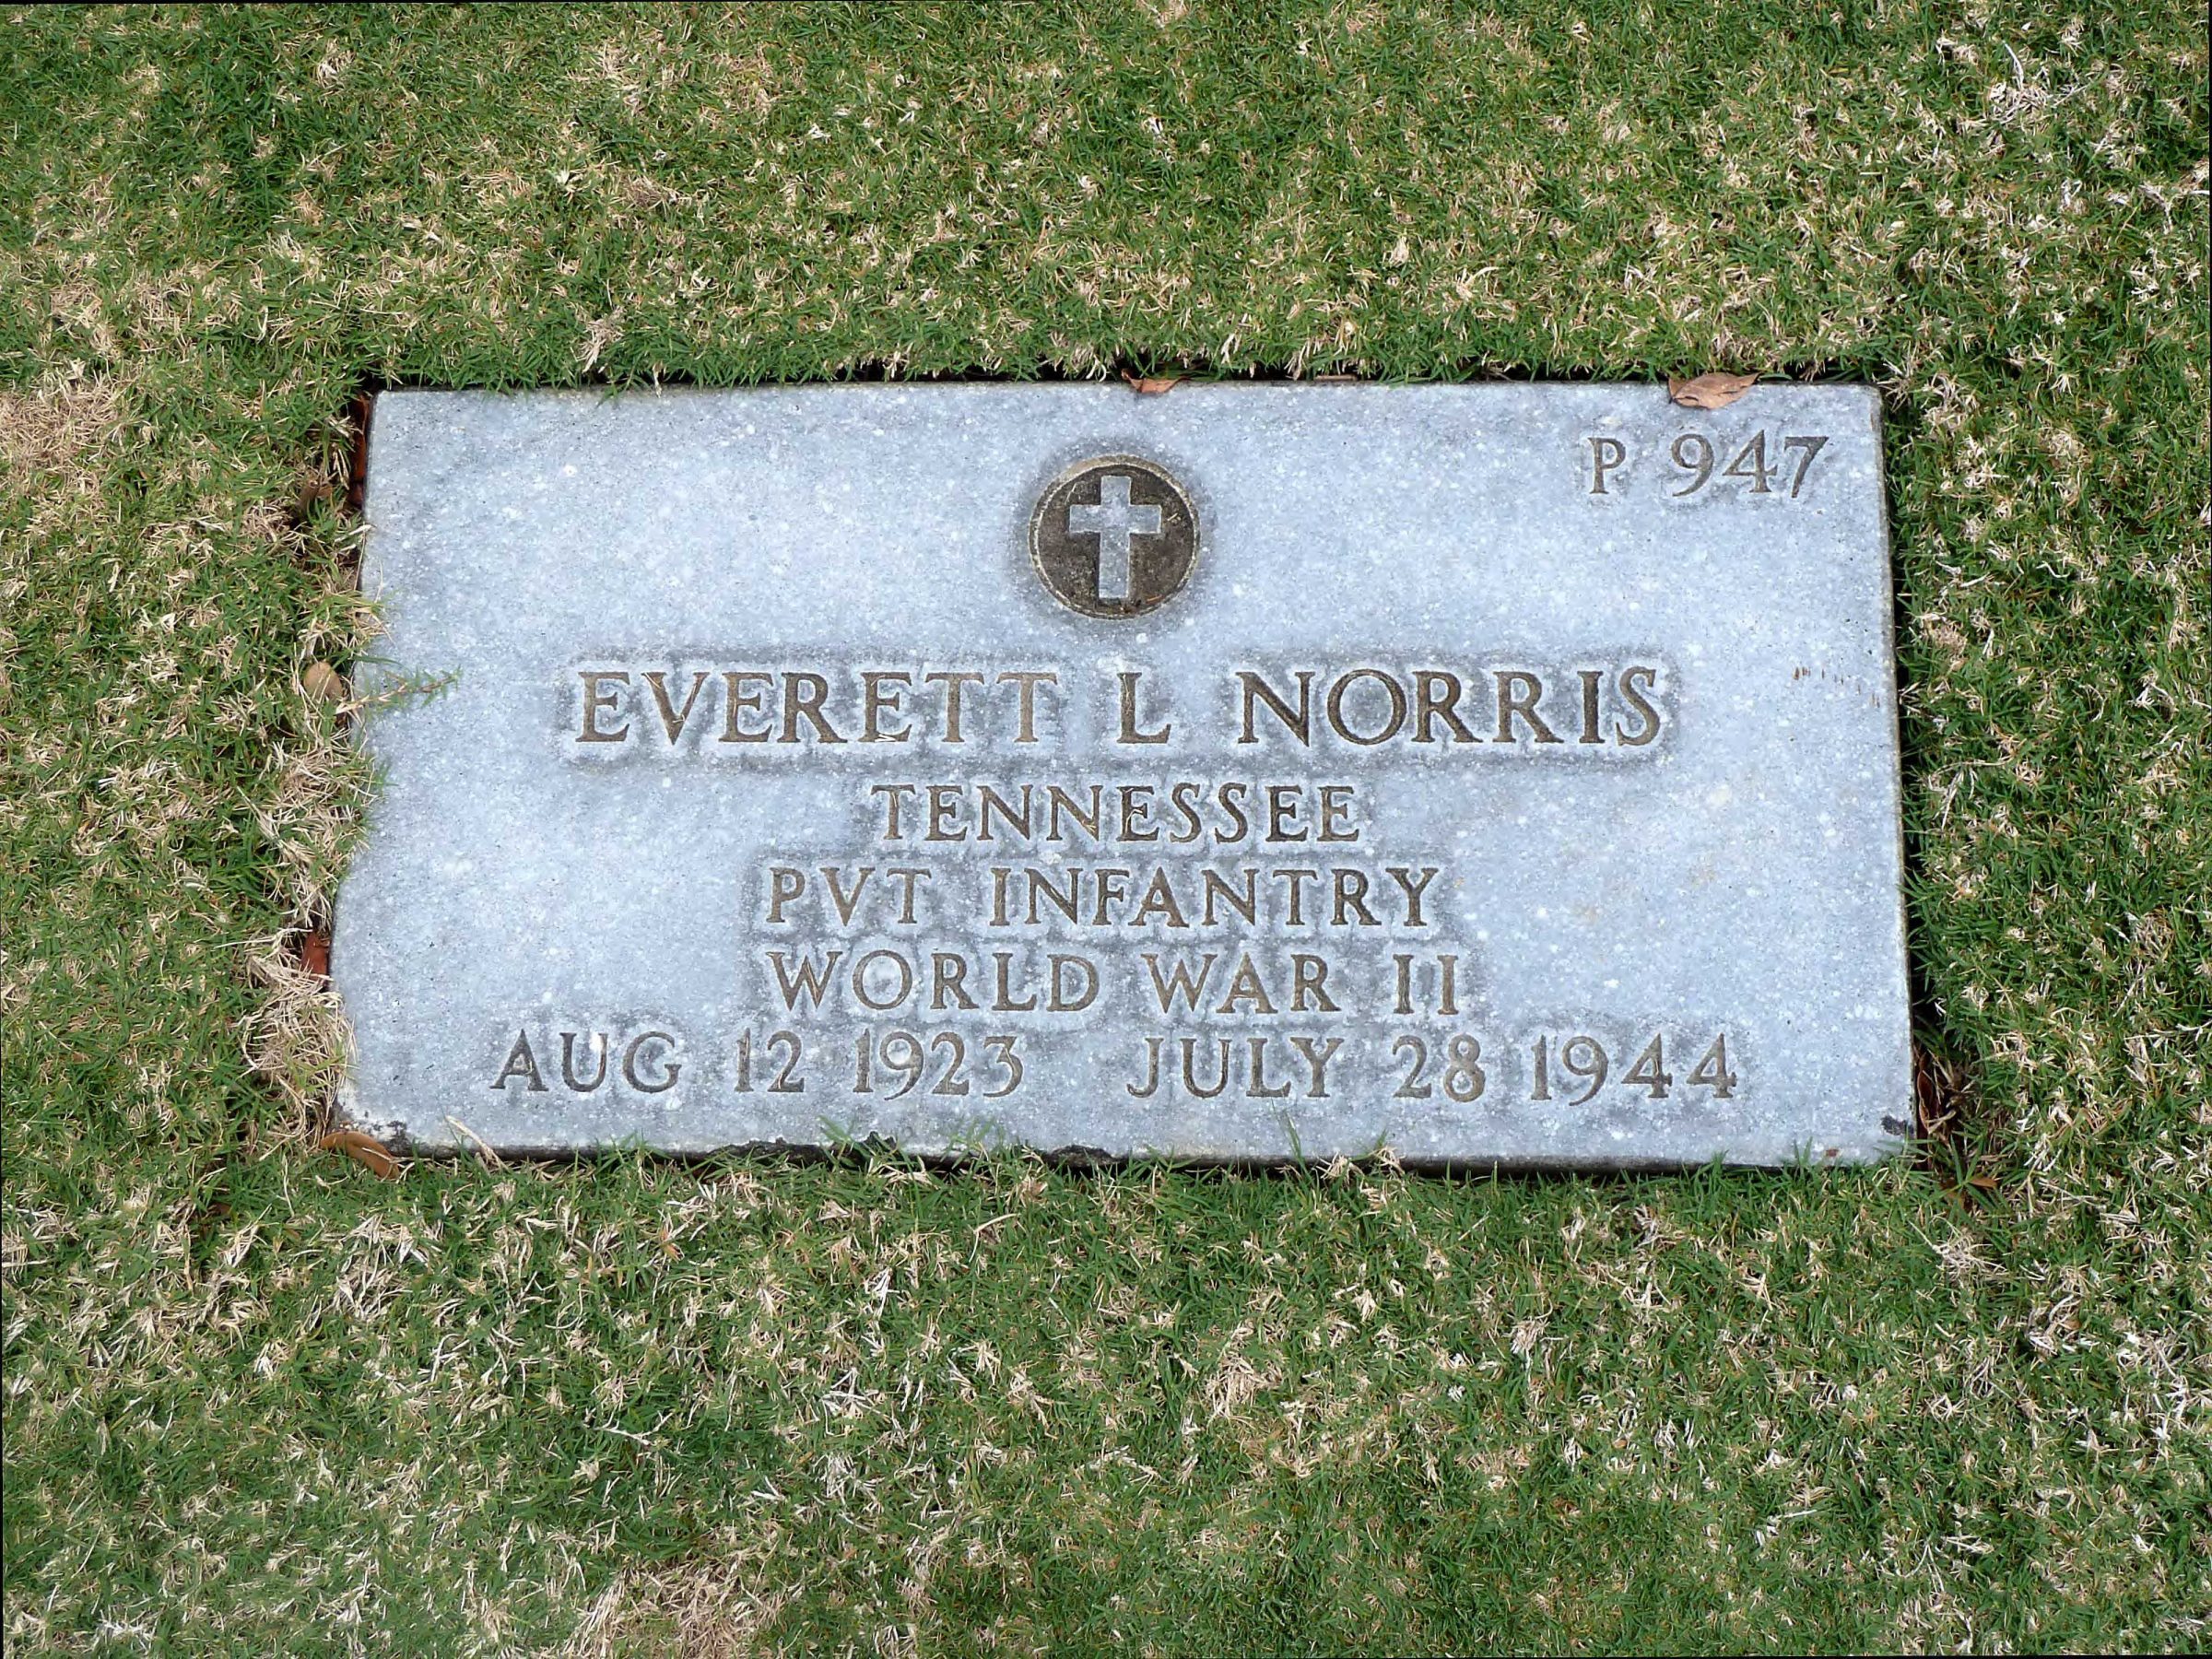 P 947
EVERETT L NORRIS
TENNESSEE
PVT INFANTRY
WORLD WAR II
AUG 12 1923 JULY 28 1944